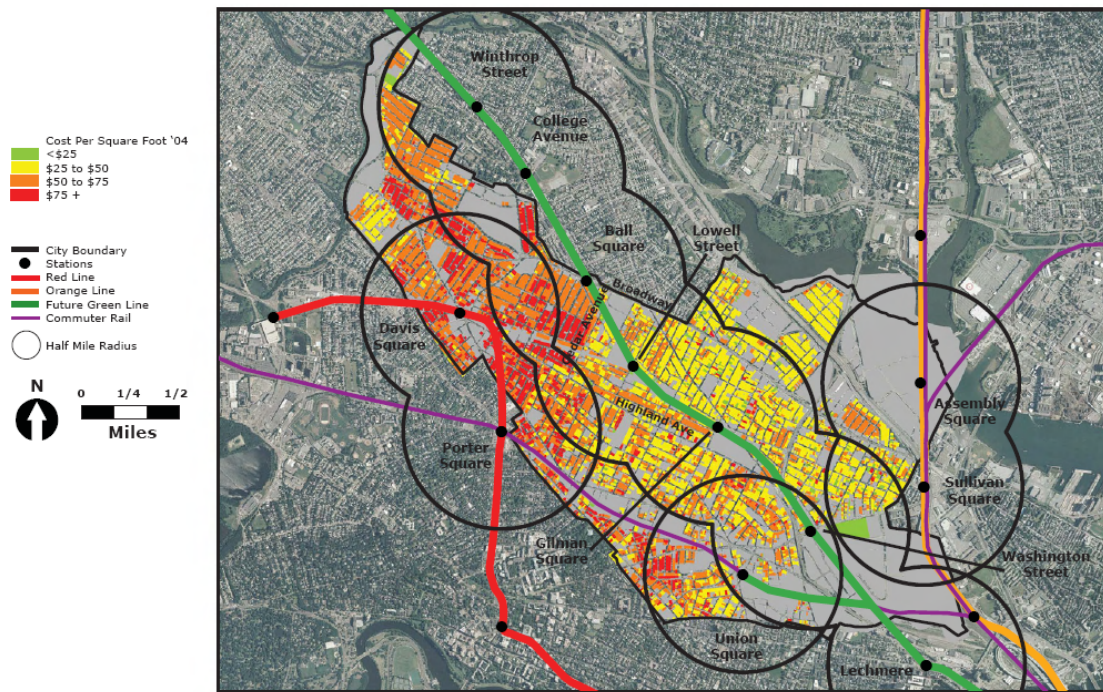 Cost Per Square Foot '04
<$25
$25 to $50
$50 to $75
$75 +
City Boundary
Stations
Red Line
Orange Line
Future Green Line
Commuter Rail
Half Mile Radius
N
0 1/4 1/2
Miles
Winthrop
Street
College
Avenue
Ball
Square
Lowell
Street
Broadway
Cedar Avenue
Davis
Square
Highland Ave
Assembly
Square
Porter
Square
Sullivan
Square
Gilman
Square
Washington
Street
Union
Square
Lechmere